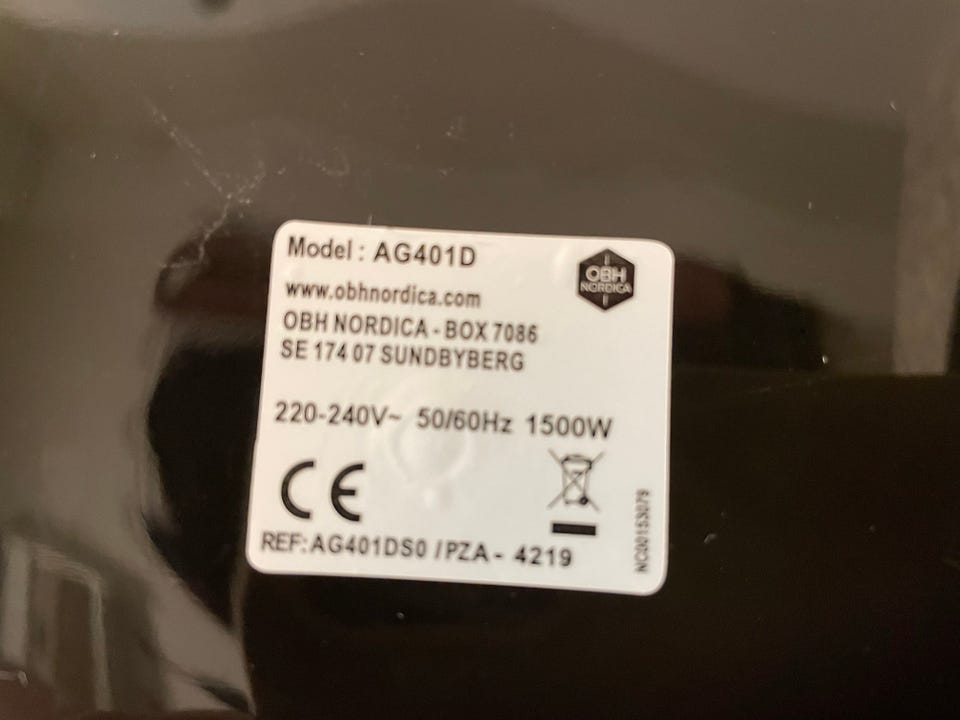 Model : AG401D
OBH
NORDICA
www.obhnordica.com
OBH NORDICA - BOX 7086
SE 174 07 SUNDBYBERG
220-240V~ 50/60Hz 1500W
CE
REF: AG401DS0 / PZA - 4219
NC00153079